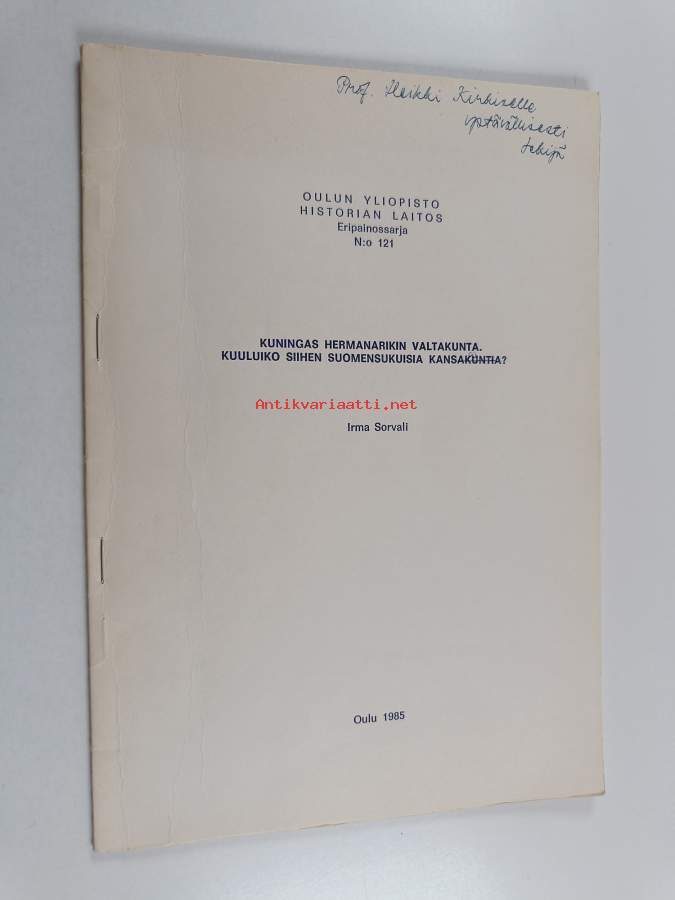 Prof. Heikki Kirkiselle
ystävällisesti
tekijä
OULUN YLIOPISTO
HISTORIAN LAITOS
Eripainossarja
N:o 121
KUNINGAS HERMANARIKIN VALTAKUNTA.
KUULUIKO SIIHEN SUOMENSUKUISIA KANSAKUNTIA?
Antikvariaatti.net
Irma Sorvali
Oulu 1985